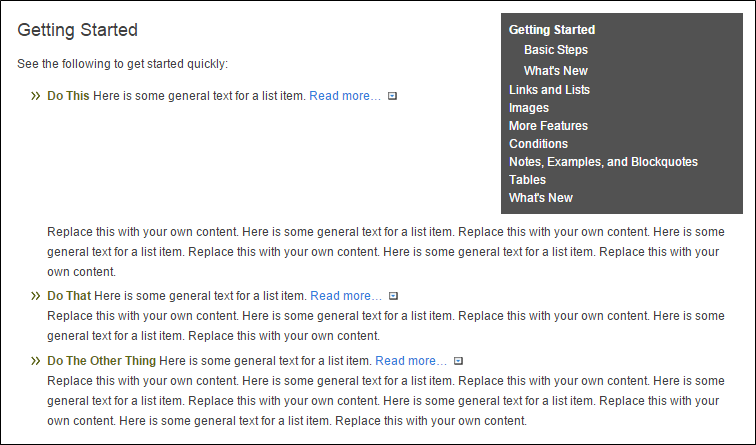 Getting Started
See the following to get started quickly:
Do This Here is some general text for a list item. Read more…
Getting Started
Basic Steps
What's New
Links and Lists
Images
More Features
Conditions
Notes, Examples, and Blockquotes
Tables
What's New
Replace this with your own content. Here is some general text for a list item. Replace this with your own content. Here is some
general text for a list item. Replace this with your own content. Here is some general text for a list item. Replace this with your
own content.
Do That Here is some general text for a list item. Read more…
Replace this with your own content. Here is some general text for a list item. Replace this with your own content. Here is some
general text for a list item. Replace this with your own content.
Do The Other Thing Here is some general text for a list item. Read more…
Replace this with your own content. Here is some general text for a list item. Replace this with your own content. Here is some
general text for a list item. Replace this with your own content. Here is some general text for a list item. Replace this with your
own content. Here is some general text for a list item. Replace this with your own content.